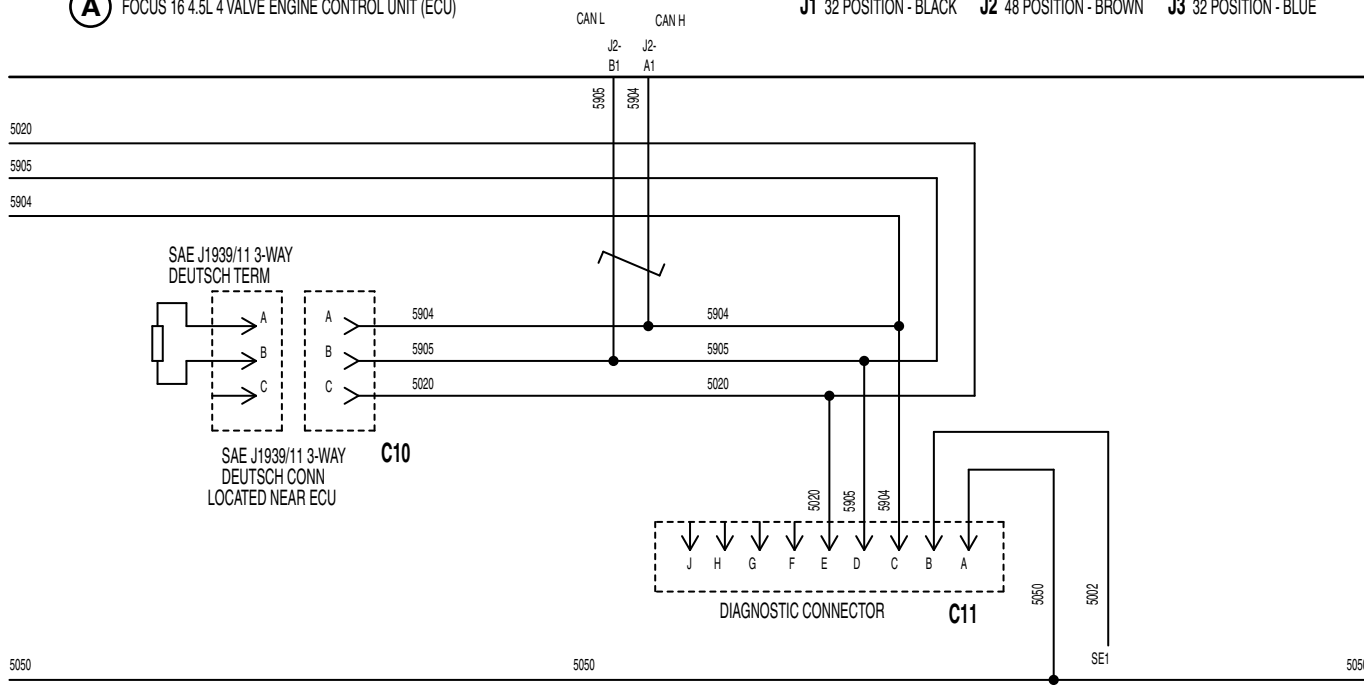 A FOCUS 16 4.5L 4 VALVE ENGINE CONTROL UNIT (ECU)
J1 32 POSITION - BLACK J2 48 POSITION - BROWN J3 32 POSITION - BLUE
CAN L CAN H
J2- J2-
B1 A1
5905 5904
5020
5905
5904
SAE J1939/11 3-WAY
DEUTSCH TERM
A A 5904 5904
B B 5905 5905
C C 5020 5020
SAE J1939/11 3-WAY
DEUTSCH CONN
LOCATED NEAR ECU
C10
5020 5905 5904
J H G F E D C B A
DIAGNOSTIC CONNECTOR C11
5050 5002
SE1
5050 5050 5050